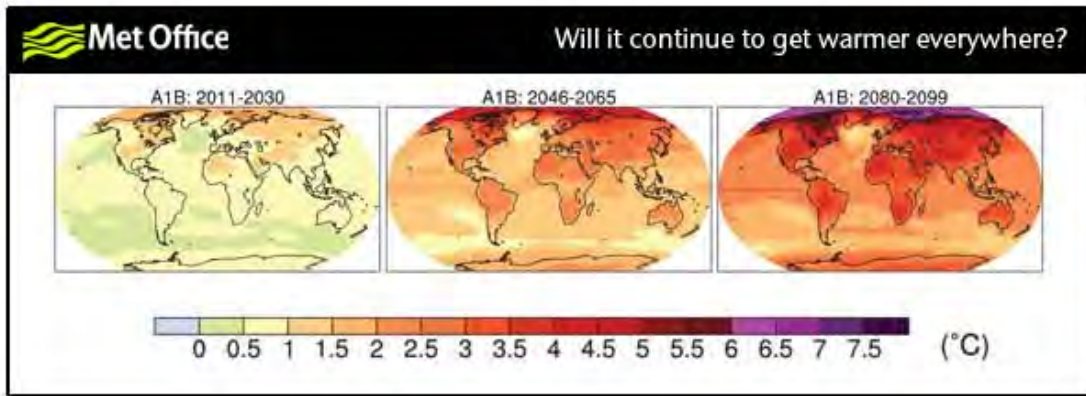 Met Office
Will it continue to get warmer everywhere?
A1B: 2011-2030 A1B: 2046-2065 A1B: 2080-2099
0 0.5 1 1.5 2 2.5 3 3.5 4 4.5 5 5.5 6 6.5 7 7.5 (°C)